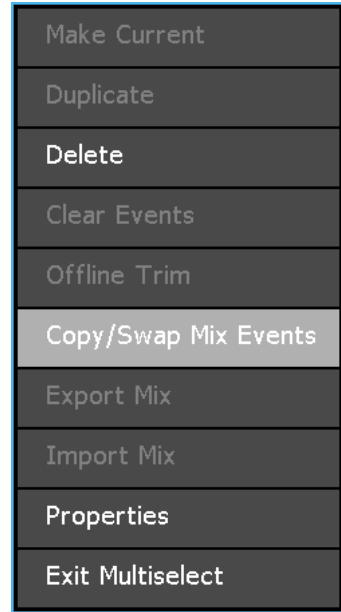 Make Current
Duplicate
Delete
Clear Events
Offline Trim
Copy/Swap Mix Events
Export Mix
Import Mix
Properties
Exit Multiselect